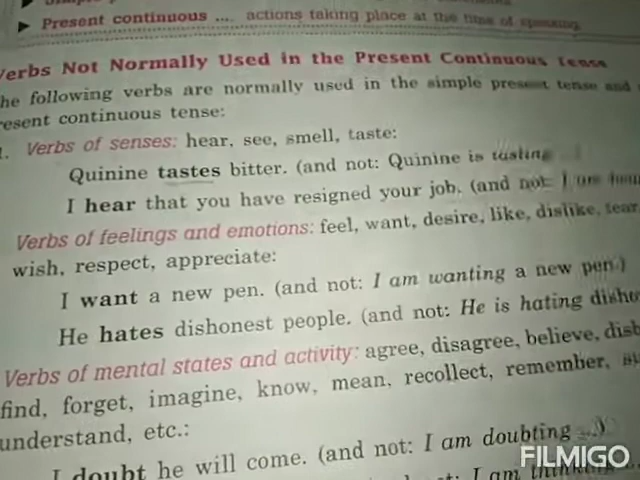 ▶ Present continuous .... actions taking place at the time of speaking
Verbs Not Normally Used in the Present Continuous Tense
he following verbs are normally used in the simple present tense and
resent continuous tense:
Verbs of senses: hear, see, smell, taste:
Quinine tastes bitter. (and not: Quinine is tasting
I hear that you have resigned your job. (and not: I am
Verbs of feelings and emotions: feel, want, desire, like, dislike,
wish, respect, appreciate:
I want a new pen. (and not: I am wanting a new pen.)
He hates dishonest people. (and not: He is hating
Verbs of mental states and activity: agree, disagree, believe,
find, forget, imagine, know, mean, recollect, remember,
understand, etc.:
I doubt he will come. (and not: I am doubting ...)
I am
FILMIGO